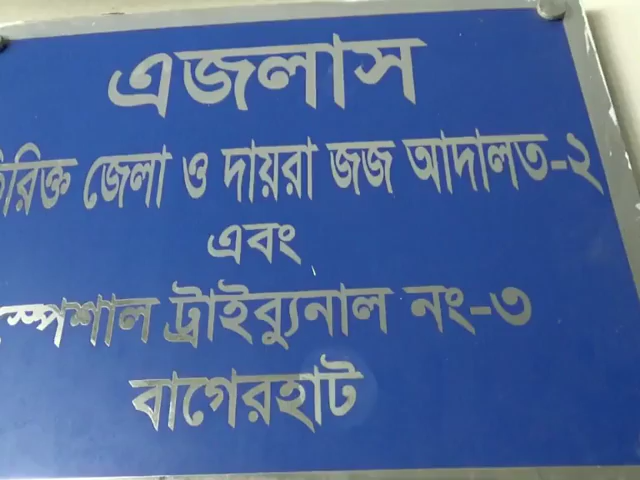 এজলাস
তিরিক্ত জেলা ও দায়রা জজ আদালত-২
এবং
স্পেশাল ট্রাইব্যুনাল নং-৩
বাগেরহাট